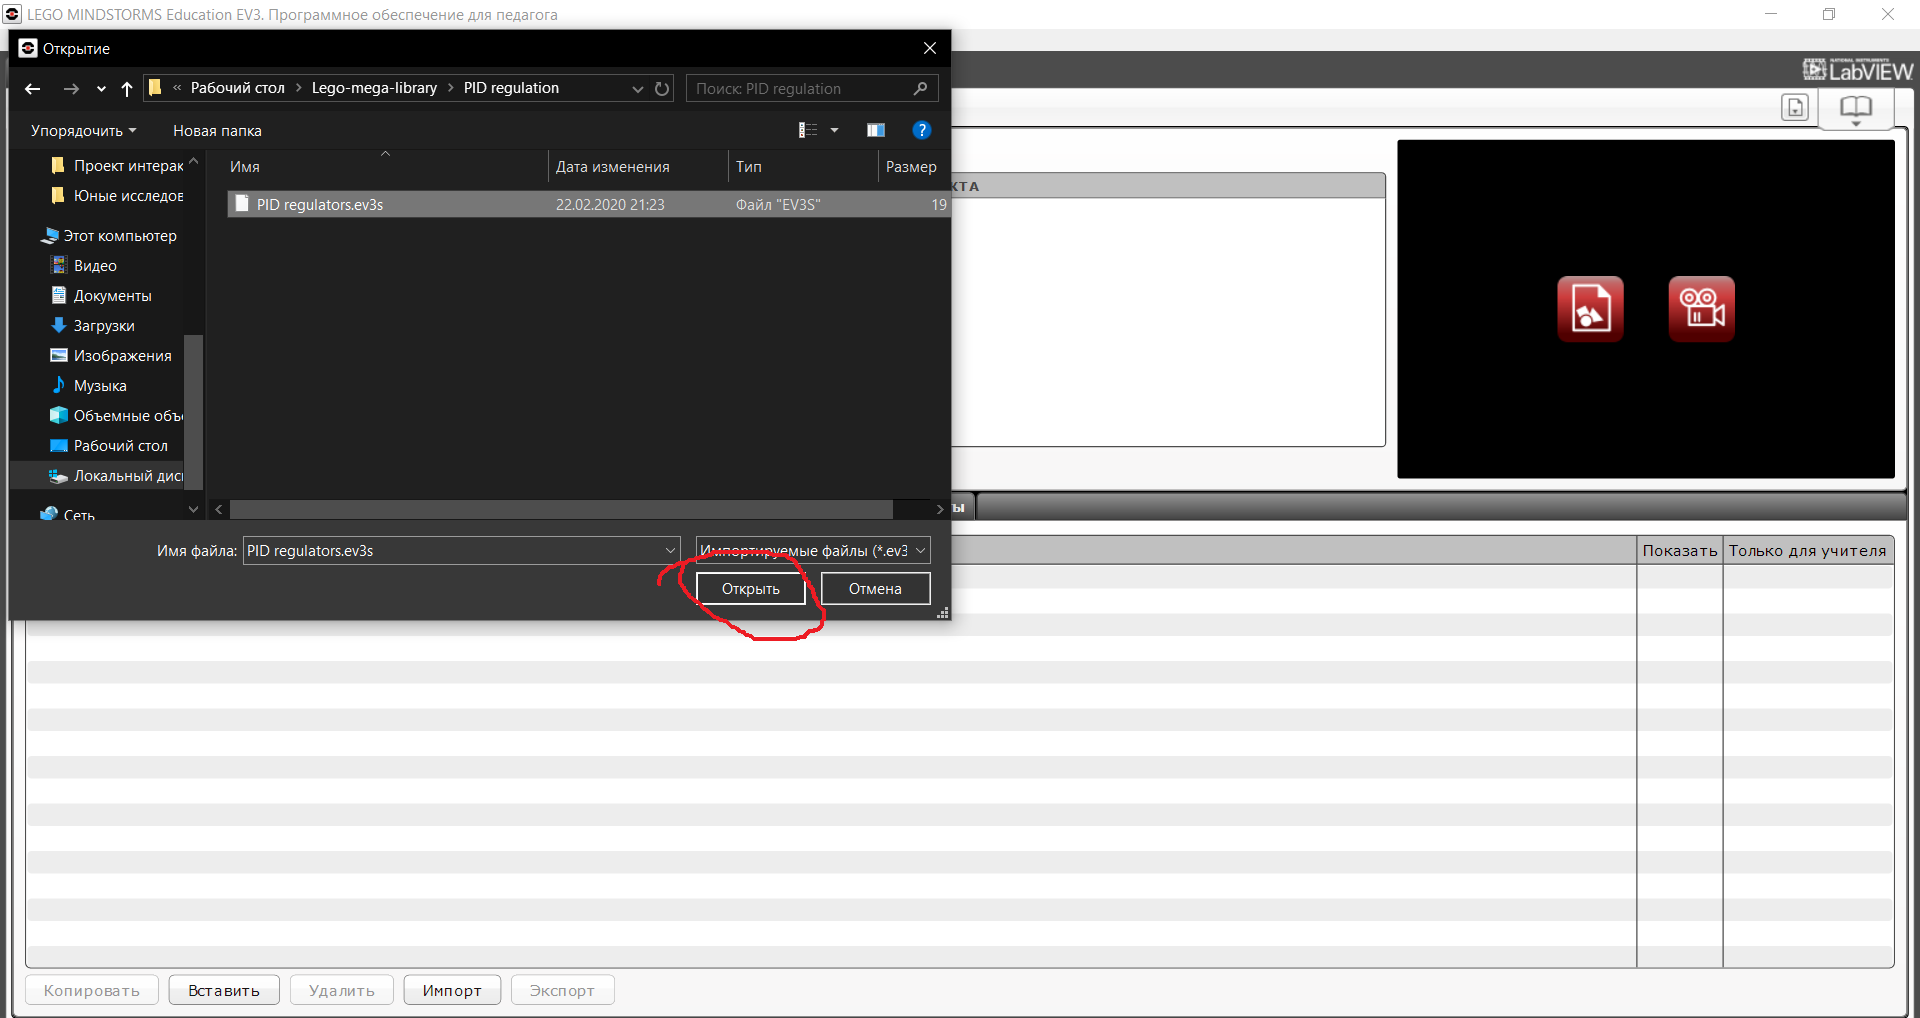 LEGO MINDSTORMS Education EV3. Программное обеспечение для педагога
Открытие
« Рабочий стол > Lego-mega-library > PID regulation
Поиск: PID regulation
Упорядочить
Новая папка
?
Имя
Дата изменения
Тип
Размер
PID regulators.ev3s
22.02.2020 21:23
Файл "EV3S"
19
Проект интерак
Юные исследов
Этот компьютер
Видео
Документы
Загрузки
Изображения
Музыка
Объемные объ
Рабочий стол
Локальный дис
Сеть
Имя файла:
PID regulators.ev3s
Импортируемые файлы (*.ev3
Открыть
Отмена
NATIONAL INSTRUMENTS
LabVIEW
КТА
ты
Показать
Только для учителя
Копировать
Вставить
Удалить
Импорт
Экспорт